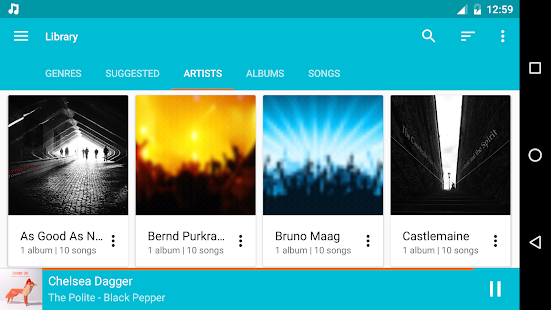 12:59
Library
GENRES SUGGESTED ARTISTS ALBUMS SONGS
As Good As N...
Bernd Purkra...
Bruno Maag
Castlemaine
1 album | 10 songs
1 album | 10 songs
1 album | 10 songs
1 album | 10 songs
Chelsea Dagger
The Polite - Black Pepper